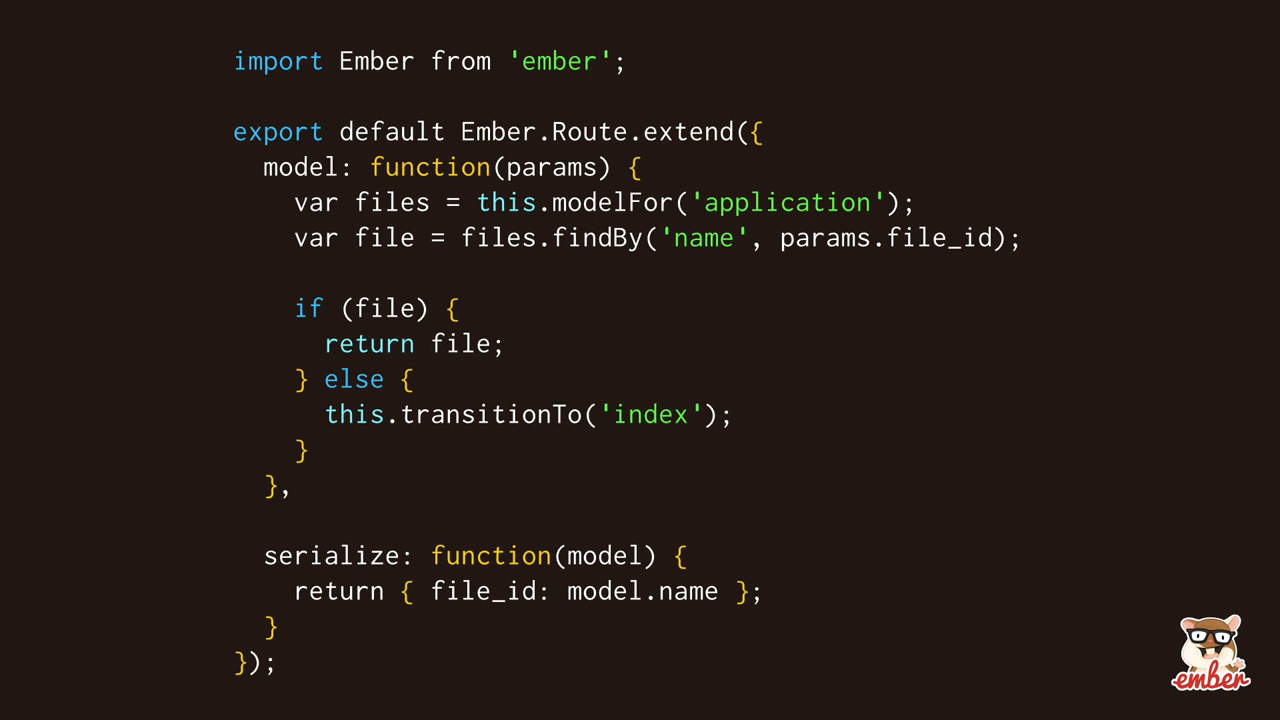 import Ember from 'ember';
export default Ember.Route.extend({
  model: function(params) {
    var files = this.modelFor('application');
    var file = files.findBy('name', params.file_id);
    if (file) {
      return file;
    } else {
      this.transitionTo('index');
    }
  },
  serialize: function(model) {
    return { file_id: model.name };
  }
});
ember